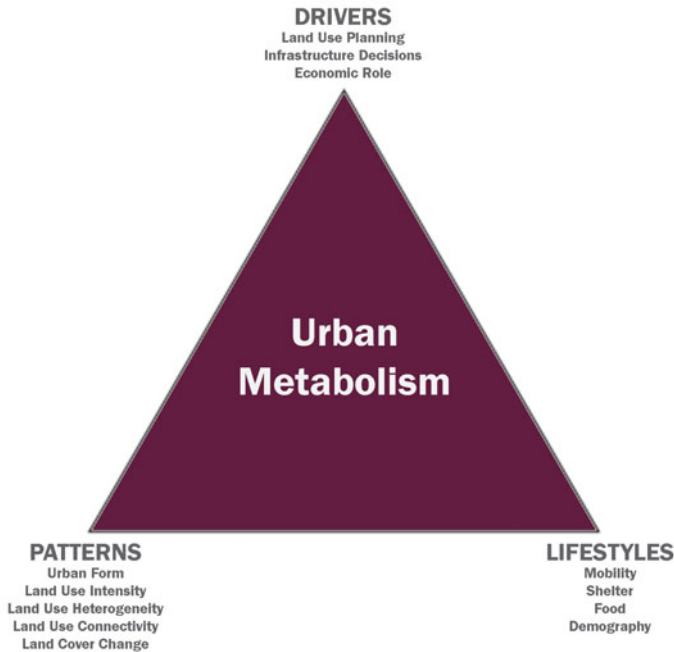 DRIVERS
Land Use Planning
Infrastructure Decisions
Economic Role
Urban
Metabolism
PATTERNS
Urban Form
Land Use Intensity
Land Use Heterogeneity
Land Use Connectivity
Land Cover Change
LIFESTYLES
Mobility
Shelter
Food
Demography